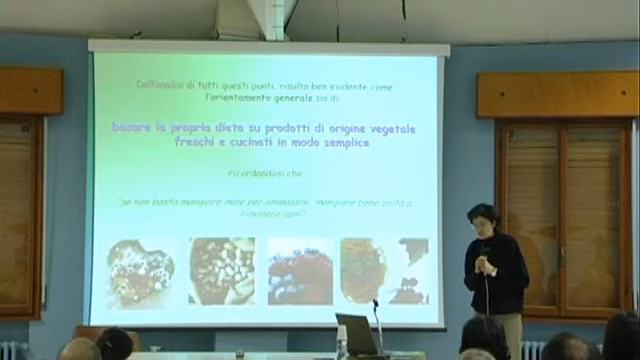 Dall'analisi di tutti questi punti, risulta ben evidente come
l'orientamento generale sia di
basare la propria dieta su prodotti di origine vegetale
freschi e cucinati in modo semplice
ricordandosi che
"se non basta mangiare male per ammalarsi, mangiare bene aiuta a
rimanere sani".